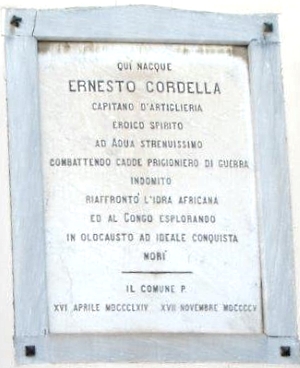 QUI NACQUE
ERNESTO CORDELLA
CAPITANO D'ARTIGLIERIA
EROICO SPIRITO
AD ADUA STRENUISSIMO
COMBATTENDO CADDE PRIGIONIERO DI GUERRA
INDOMITO
RIAFFRONTÒ L'IDRA AFRICANA
ED AL CONGO ESPLORANDO
IN OLOCAUSTO AD IDEALE CONQUISTA
MORÌ
IL COMUNE P
XVI APRILE MDCCCLXIV XVII NOVEMBRE MDCCCCV